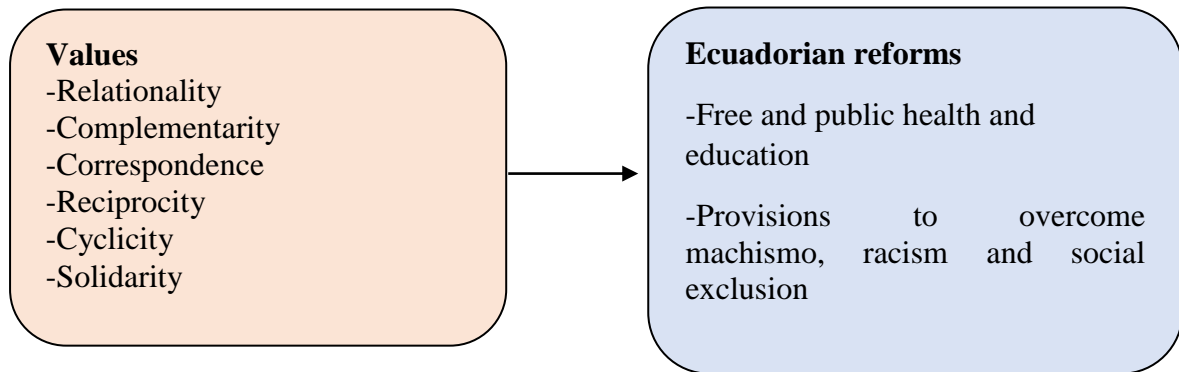 Values
-Relationality
-Complementarity
-Correspondence
-Reciprocity
-Cyclicity
-Solidarity
Ecuadorian reforms
-Free and public health and
education
-Provisions to overcome
machismo, racism and social
exclusion